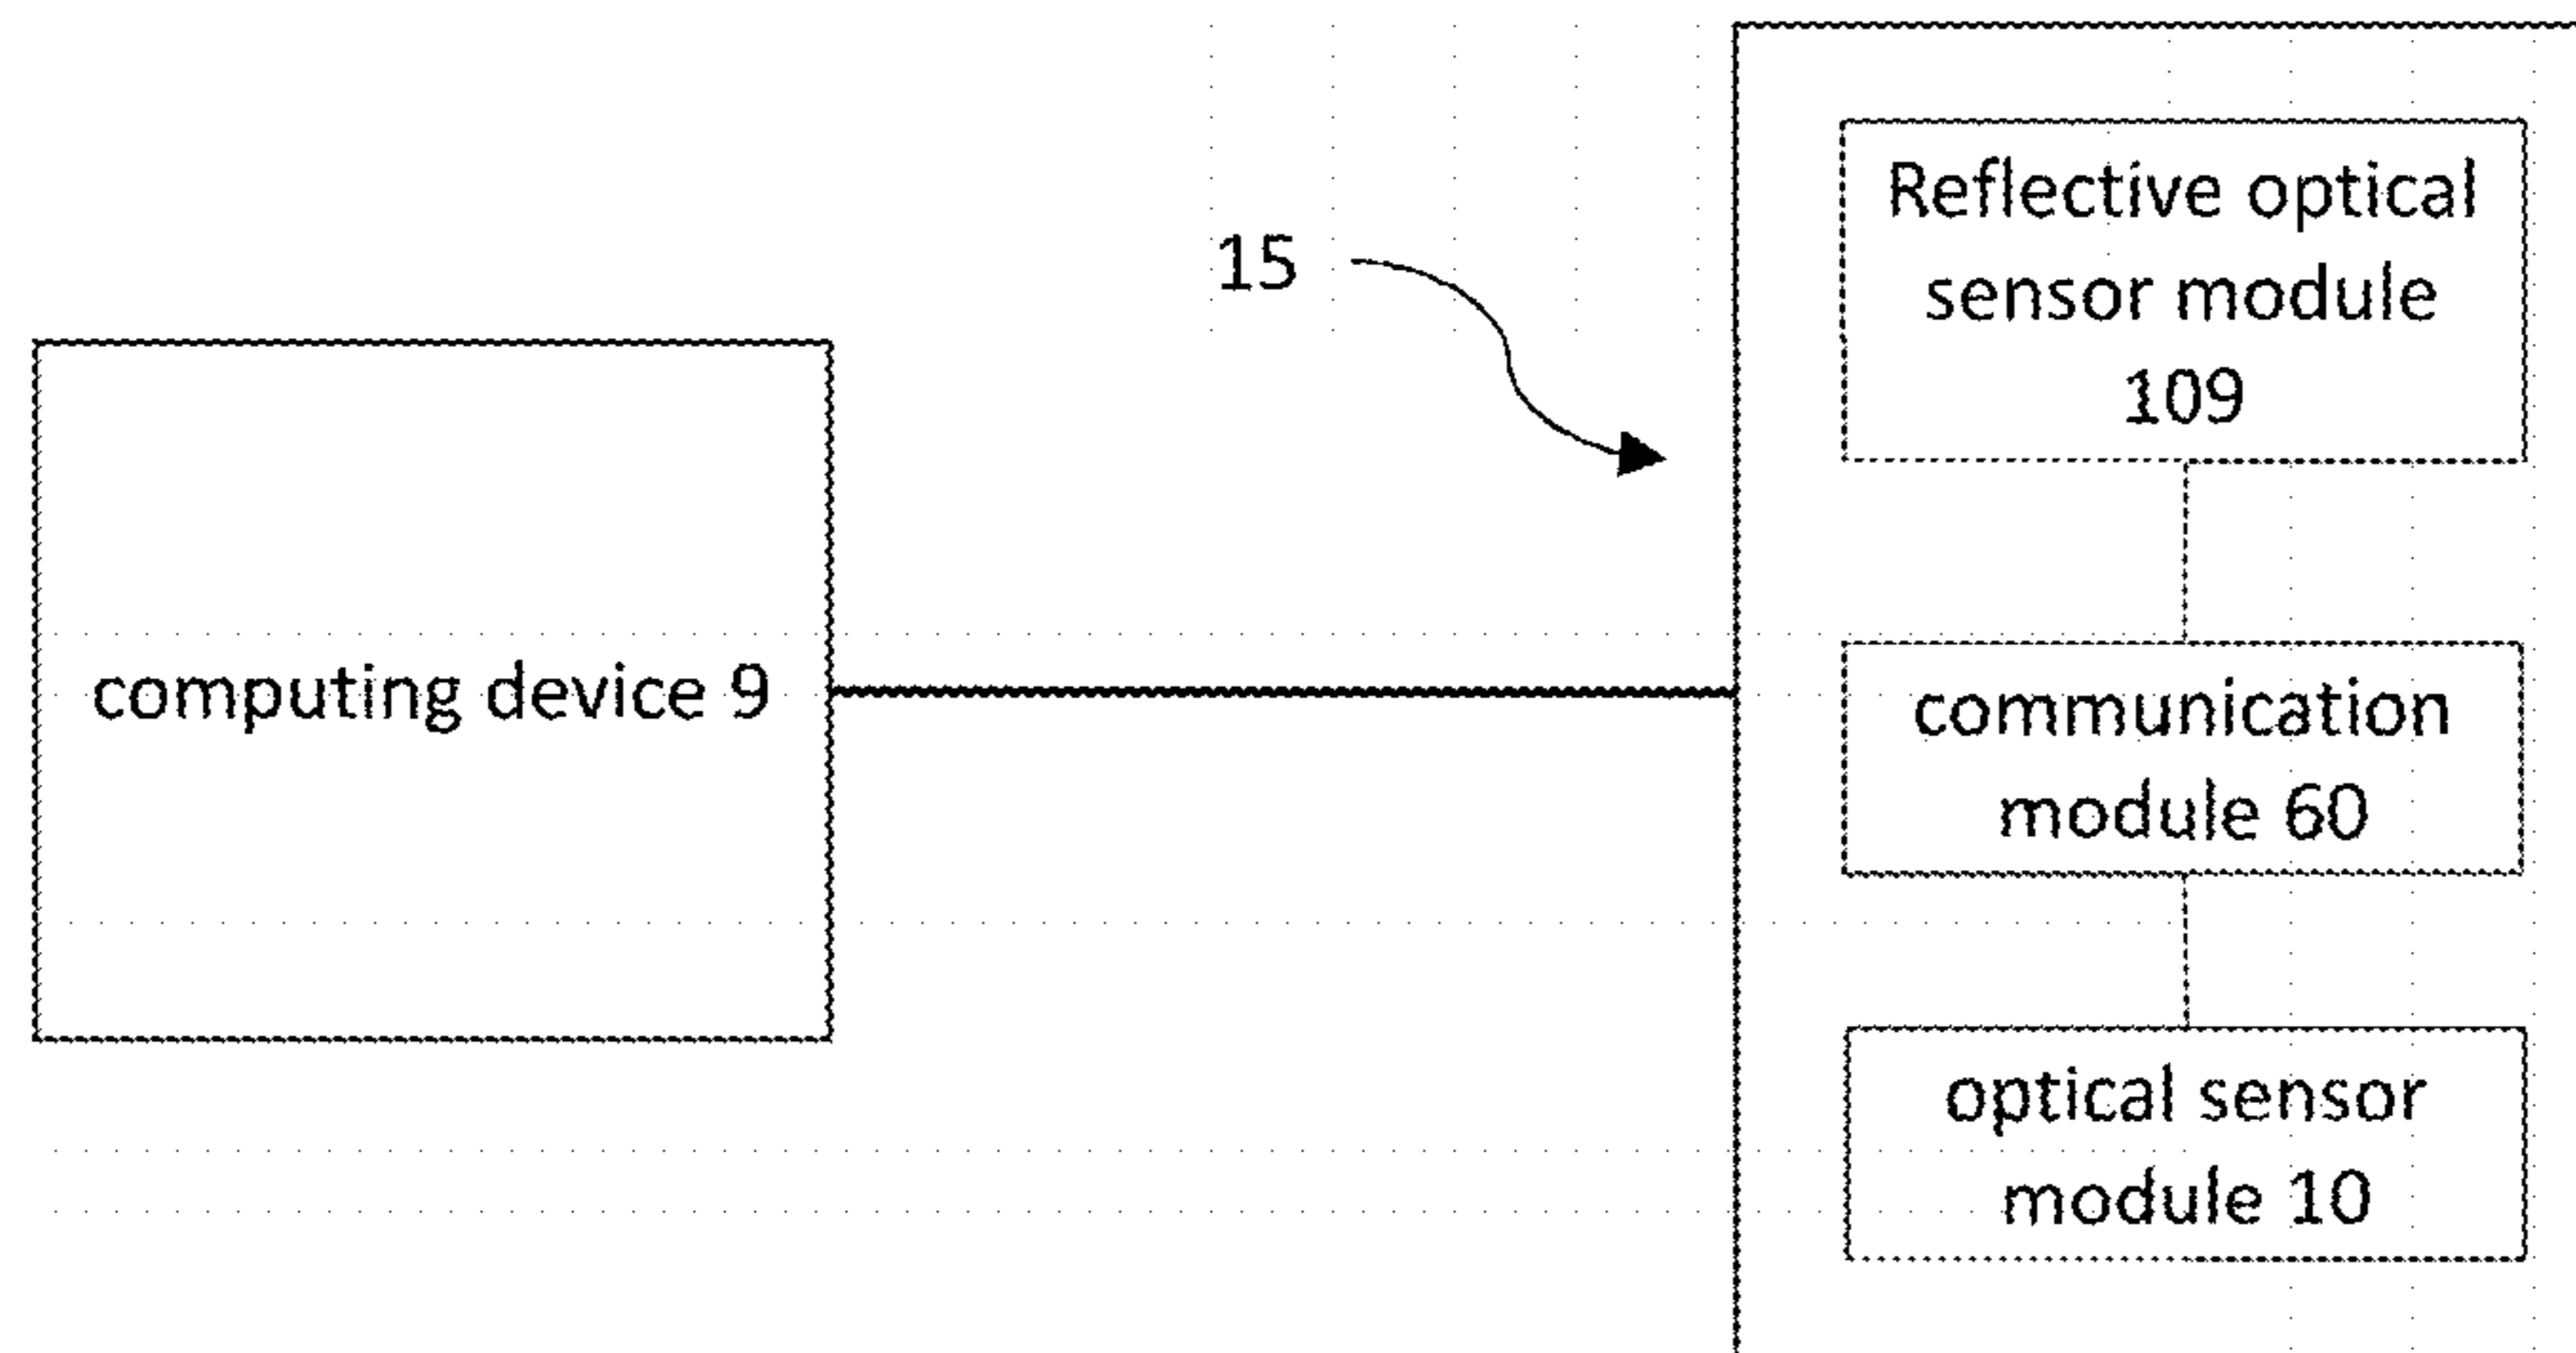 15
Reflective optical
sensor module
109
computing device 9
communication
module 60
optical sensor
module 10